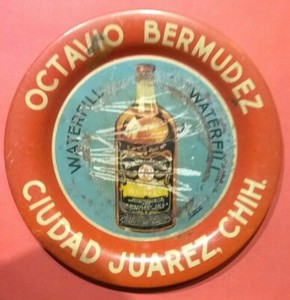 OCTAVIO BERMUDEZ
WATERFILL
WATERFILL
CIUDAD JUAREZ, CHIH.